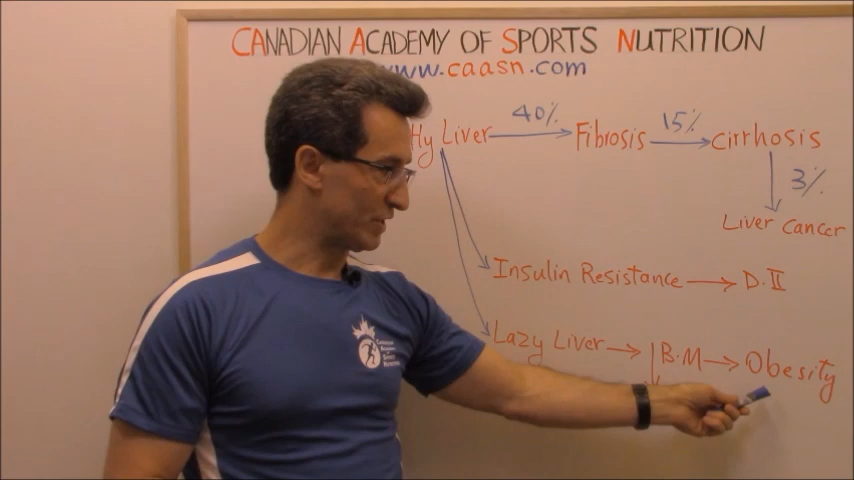 CANADIAN ACADEMY OF SPORTS NUTRITION
www.caasn.com
Liver 40% Fibrosis 15% Cirrhosis
3%
Liver Cancer
Insulin Resistance → D.II
Lazy Liver → ↓B.M → Obesity